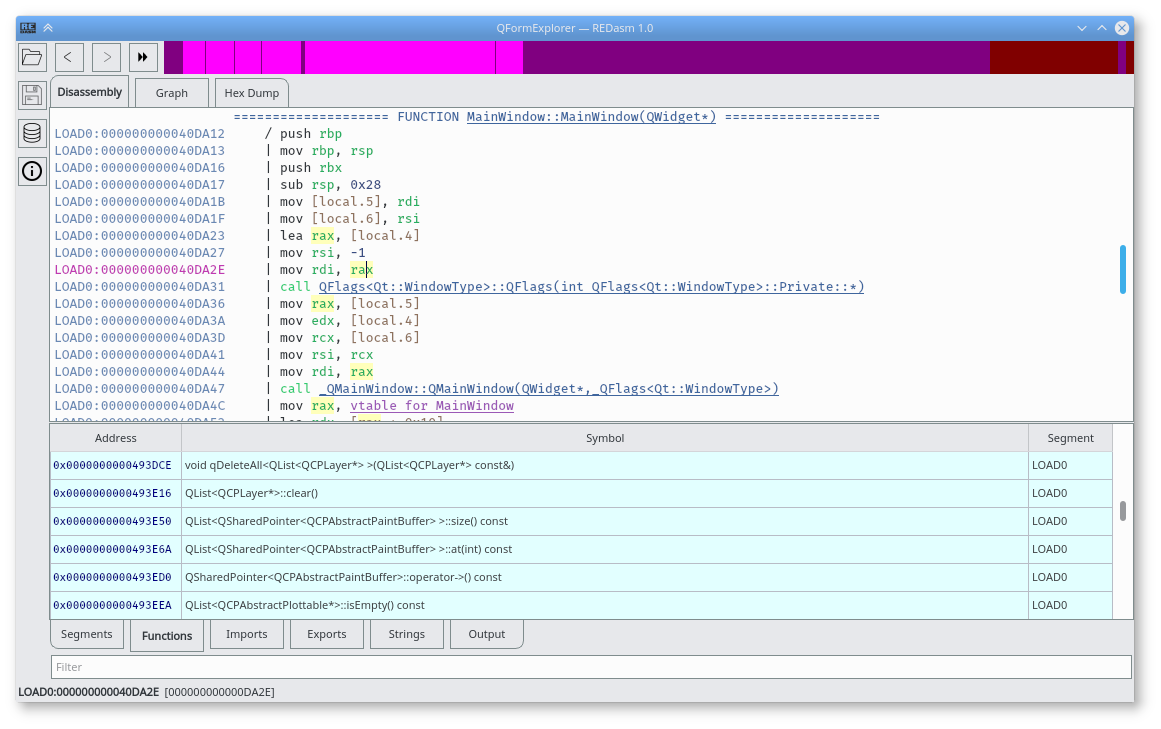 RE QFormExplorer — REDasm 1.0
Disassembly Graph Hex Dump
==================== FUNCTION MainWindow::MainWindow(QWidget*) ====================
LOAD0:000000000040DA12 / push rbp
LOAD0:000000000040DA13 | mov rbp, rsp
LOAD0:000000000040DA16 | push rbx
LOAD0:000000000040DA17 | sub rsp, 0x28
LOAD0:000000000040DA1B | mov [local.5], rdi
LOAD0:000000000040DA1F | mov [local.6], rsi
LOAD0:000000000040DA23 | lea rax, [local.4]
LOAD0:000000000040DA27 | mov rsi, -1
LOAD0:000000000040DA2E | mov rdi, rax
LOAD0:000000000040DA31 | call QFlags<Qt::WindowType>::QFlags(int QFlags<Qt::WindowType>::Private::*)
LOAD0:000000000040DA36 | mov rax, [local.5]
LOAD0:000000000040DA3A | mov edx, [local.4]
LOAD0:000000000040DA3D | mov rcx, [local.6]
LOAD0:000000000040DA41 | mov rsi, rcx
LOAD0:000000000040DA44 | mov rdi, rax
LOAD0:000000000040DA47 | call _QMainWindow::QMainWindow(QWidget*,_QFlags<Qt::WindowType>)
LOAD0:000000000040DA4C | mov rax, vtable for MainWindow
Address Symbol Segment
0x0000000000493DCE void qDeleteAll<QList<QCPLayer*> >(QList<QCPLayer*> const&) LOAD0
0x0000000000493E16 QList<QCPLayer*>::clear() LOAD0
0x0000000000493E50 QList<QSharedPointer<QCPAbstractPaintBuffer> >::size() const LOAD0
0x0000000000493E6A QList<QSharedPointer<QCPAbstractPaintBuffer> >::at(int) const LOAD0
0x0000000000493ED0 QSharedPointer<QCPAbstractPaintBuffer>::operator->() const LOAD0
0x0000000000493EEA QList<QCPAbstractPlottable*>::isEmpty() const LOAD0
Segments Functions Imports Exports Strings Output
Filter
LOAD0:000000000040DA2E [000000000000DA2E]